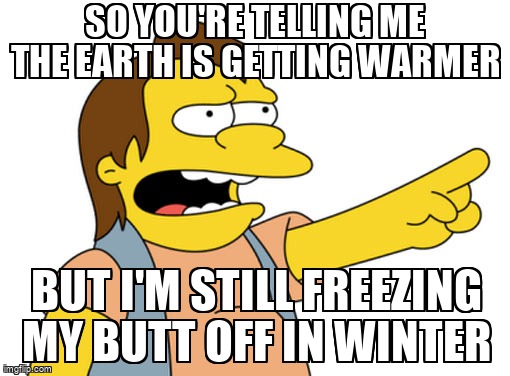 SO YOU'RE TELLING ME
THE EARTH IS GETTING WARMER
BUT I'M STILL FREEZING
MY BUTT OFF IN WINTER
imgflip.com